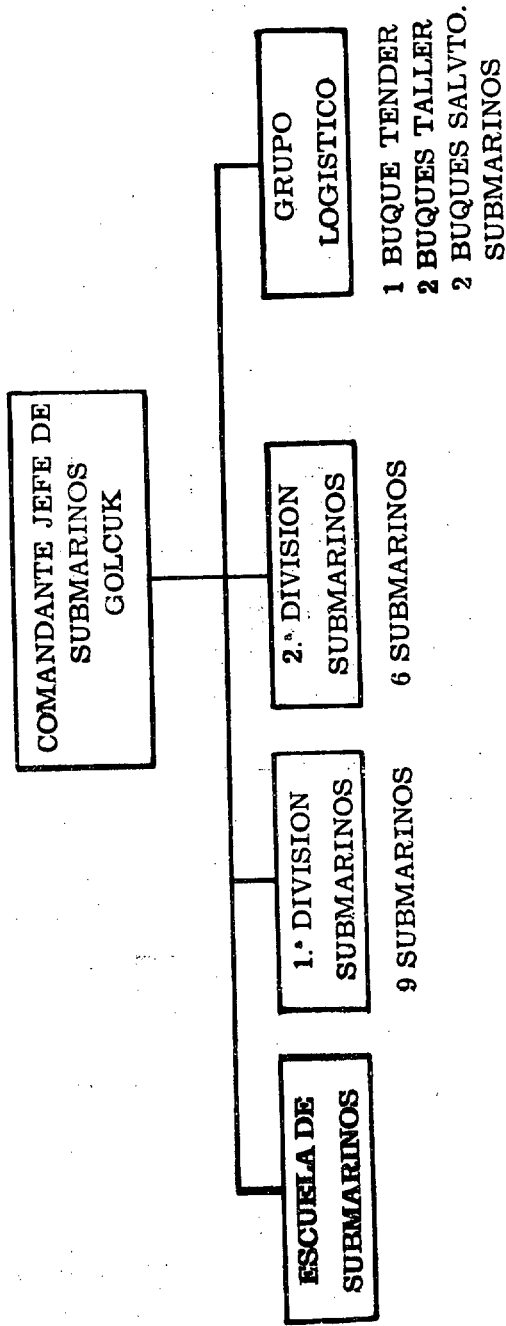 COMANDANTE JEFE DE
SUBMARINOS
GOLCUK
ESCUELA DE
SUBMARINOS
1.ª DIVISION
SUBMARINOS
9 SUBMARINOS
2.ª DIVISION
SUBMARINOS
6 SUBMARINOS
GRUPO
LOGISTICO
1 BUQUE TENDER
2 BUQUES TALLER
2 BUQUES SALVTO.
SUBMARINOS